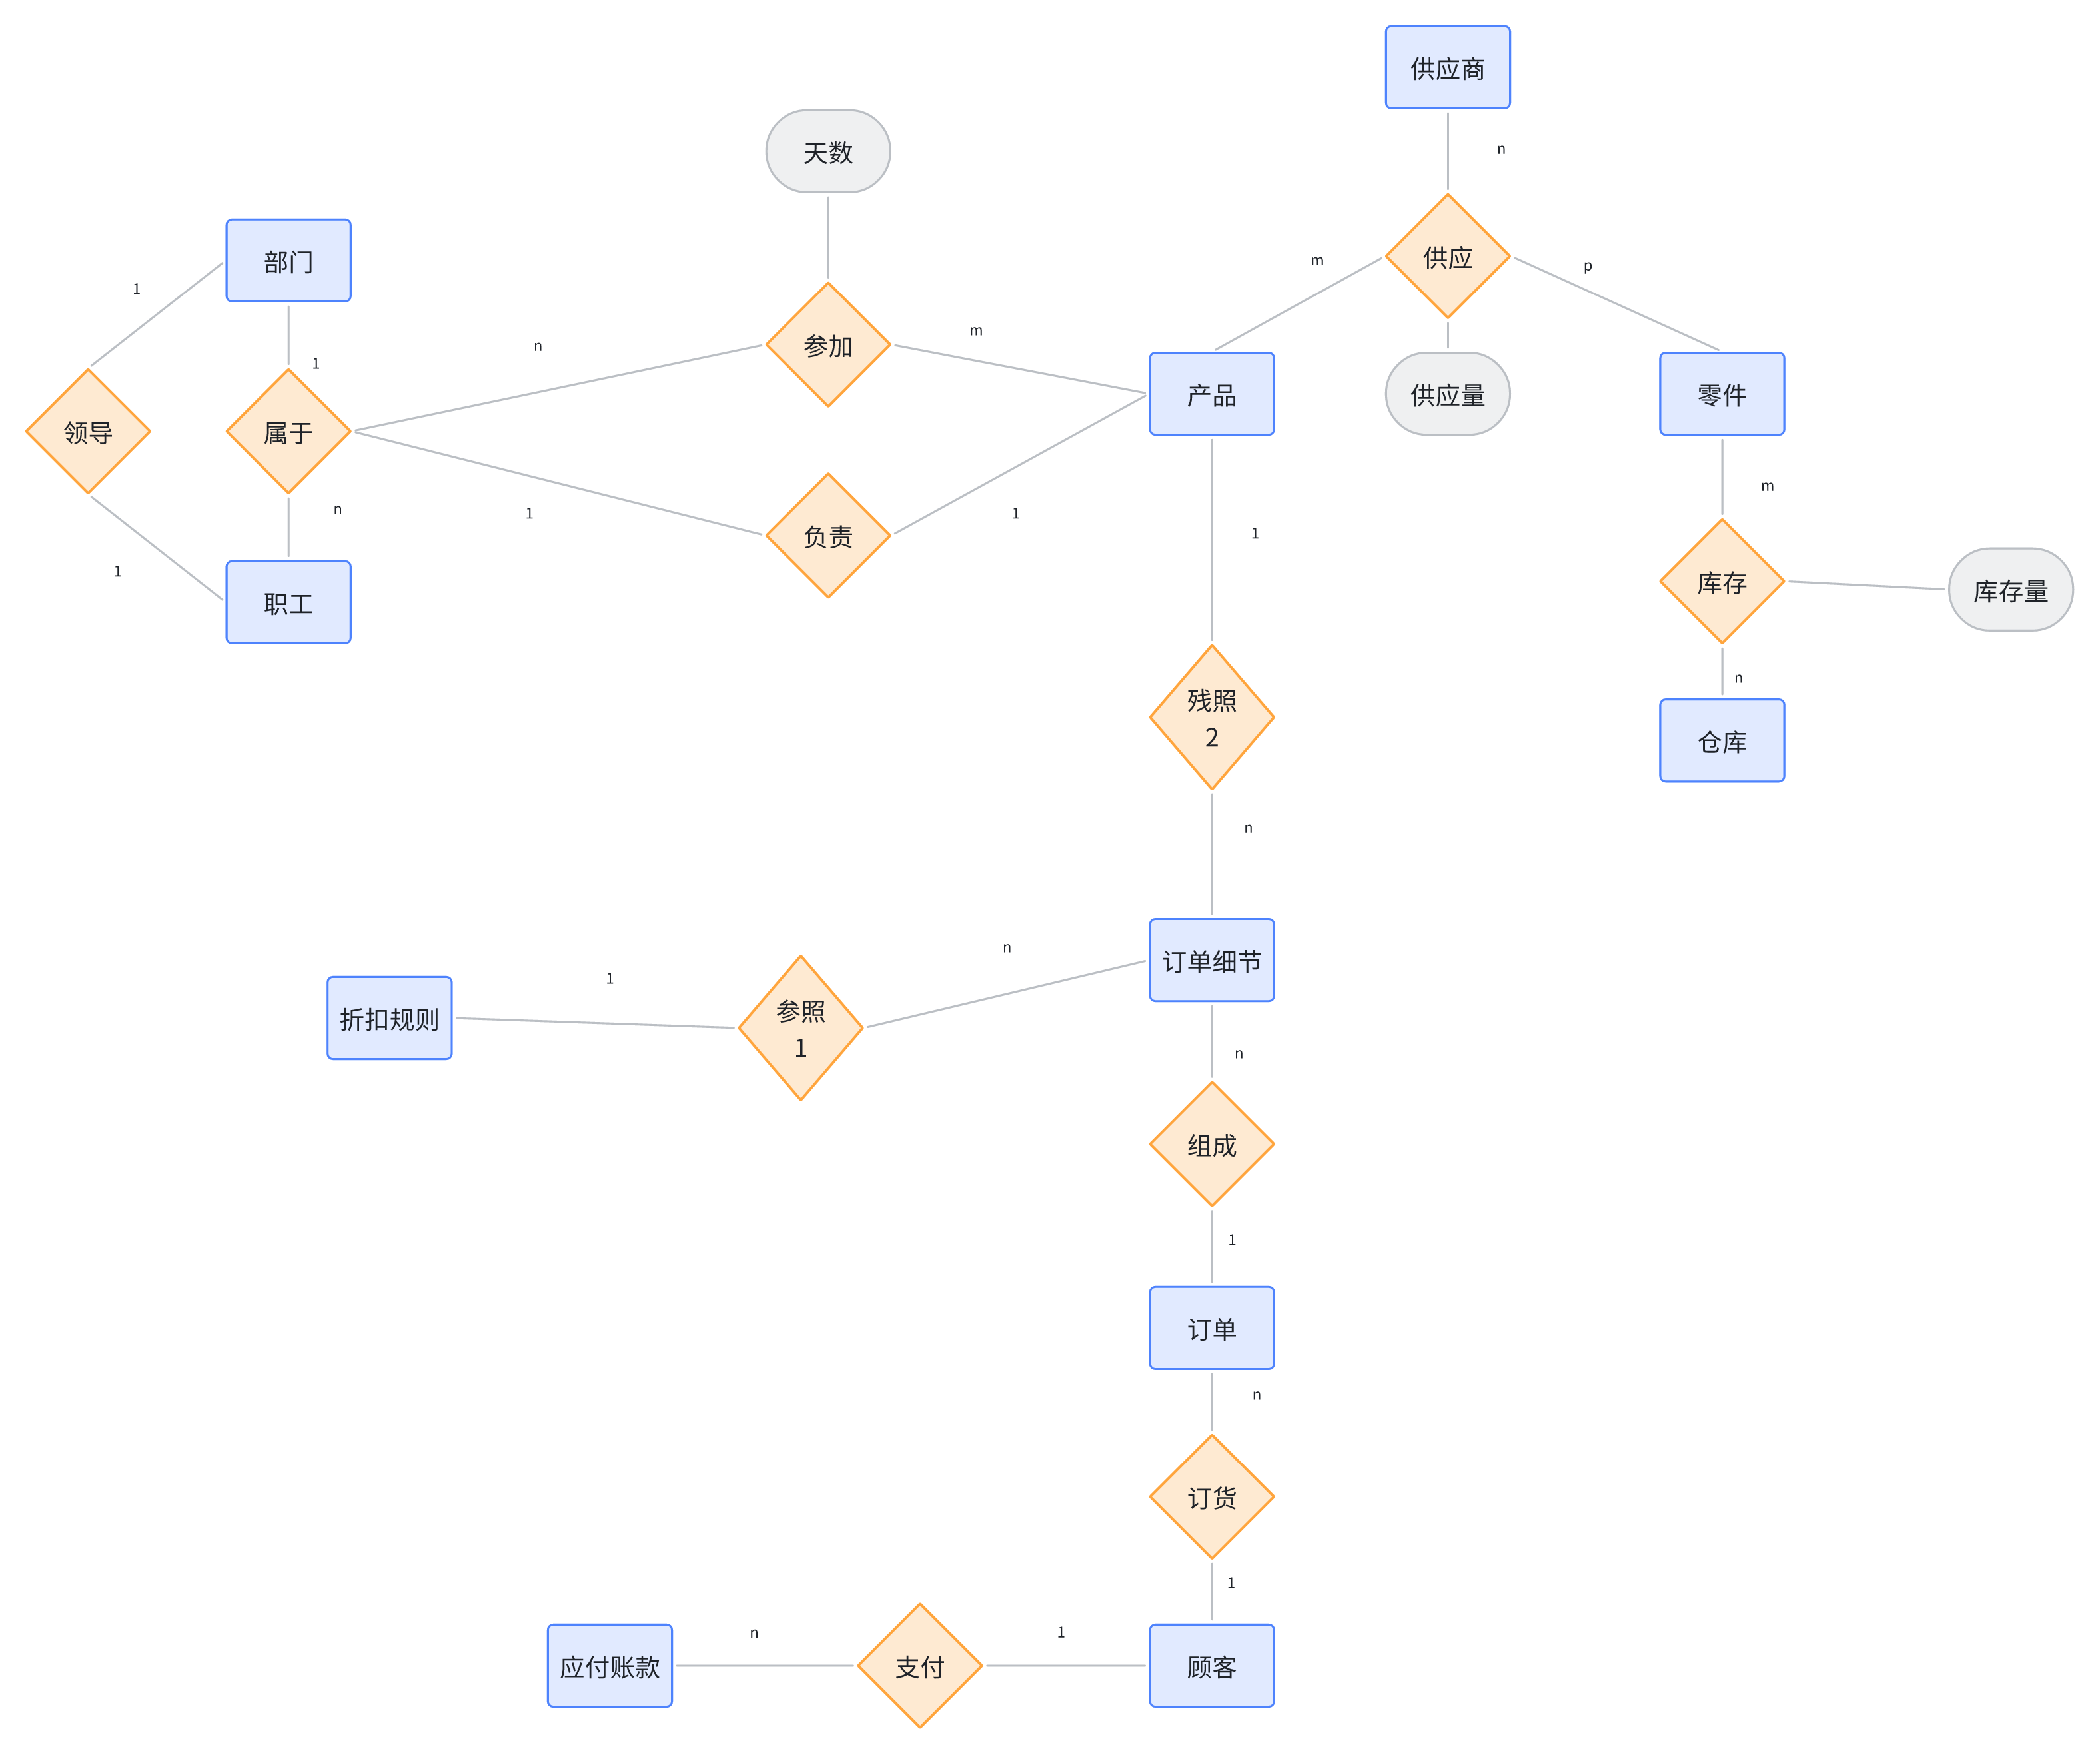 供应商
天数
n
部门
供应
m
p
1
参加
n
m
1
产品
供应量
零件
领导
属于
m
n
1
1
负责
1
1
库存
库存量
职工
n
残照
2
仓库
n
订单细节
n
1
参照
1
折扣规则
n
组成
1
订单
n
订货
1
n
1
应付账款
支付
顾客